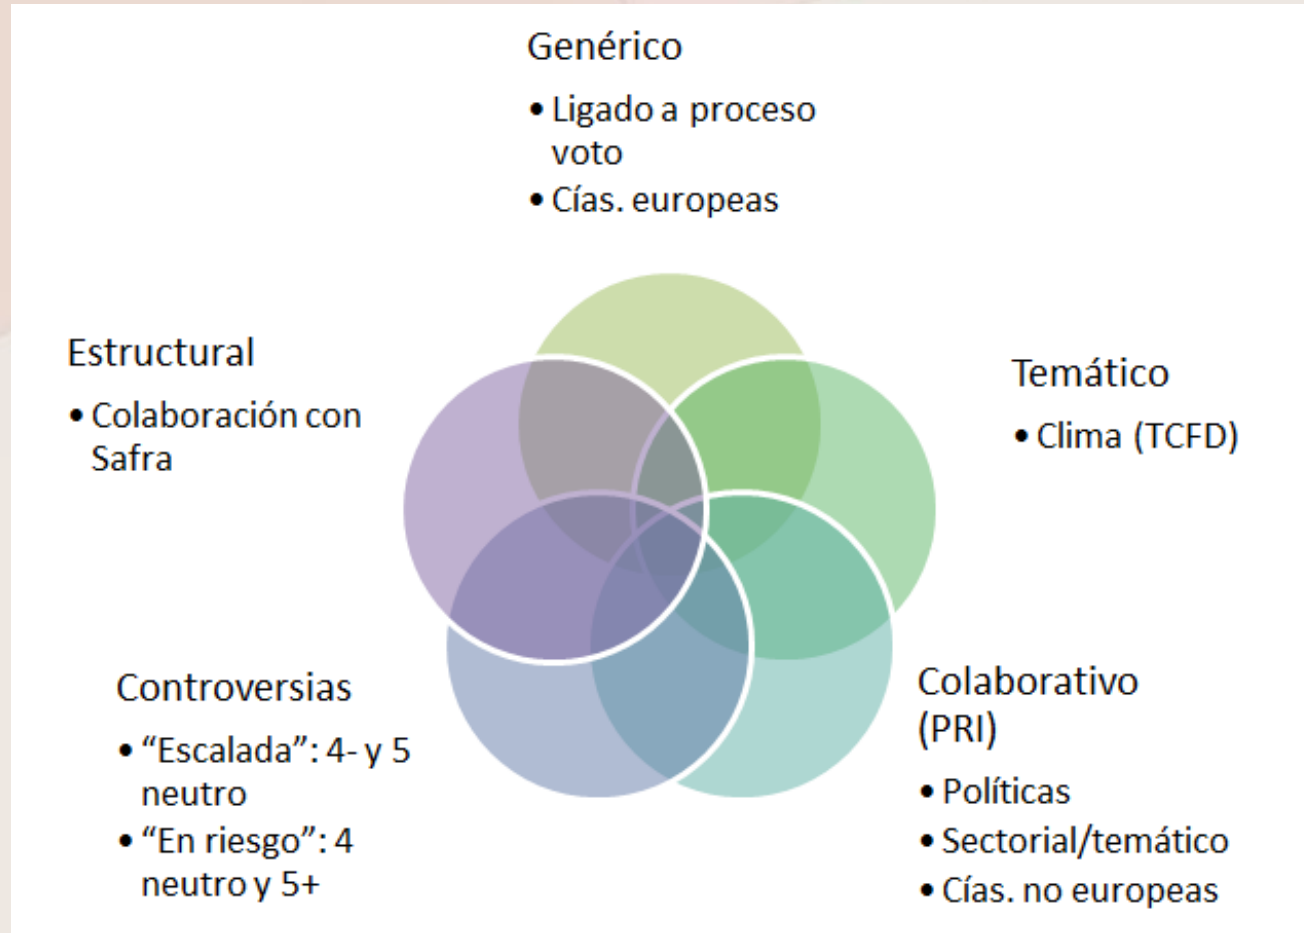 Genérico
• Ligado a proceso
voto
• Cías. europeas
Estructural
• Colaboración con
Safra
Temático
• Clima (TCFD)
Controversias
• “Escalada”: 4- y 5
neutro
• “En riesgo”: 4
neutro y 5+
Colaborativo
(PRI)
• Políticas
• Sectorial/temático
• Cías. no europeas